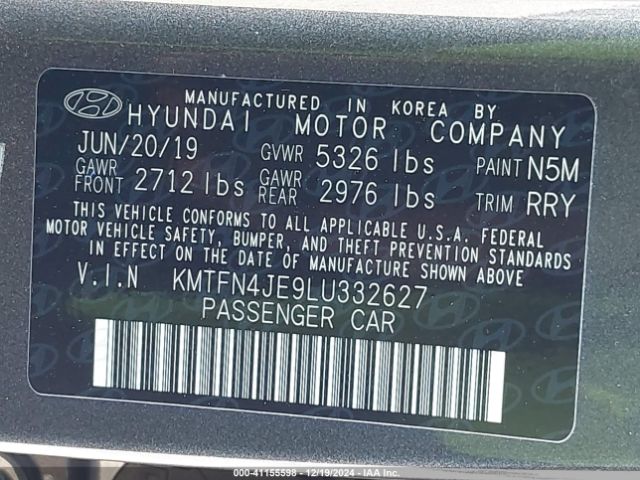 MANUFACTURED IN KOREA BY
HYUNDAI MOTOR COMPANY
JUN/20/19 GVWR 5326 lbs PAINT N5M
GAWR FRONT 2712 lbs GAWR REAR 2976 lbs TRIM RRY
THIS VEHICLE CONFORMS TO ALL APPLICABLE U.S.A. FEDERAL
MOTOR VEHICLE SAFETY, BUMPER, AND THEFT PREVENTION STANDARDS
IN EFFECT ON THE DATE OF MANUFACTURE SHOWN ABOVE
V.I.N KMTFN4JE9LU332627
PASSENGER CAR
000-41155598 - 12/19/2024 - IAA Inc.